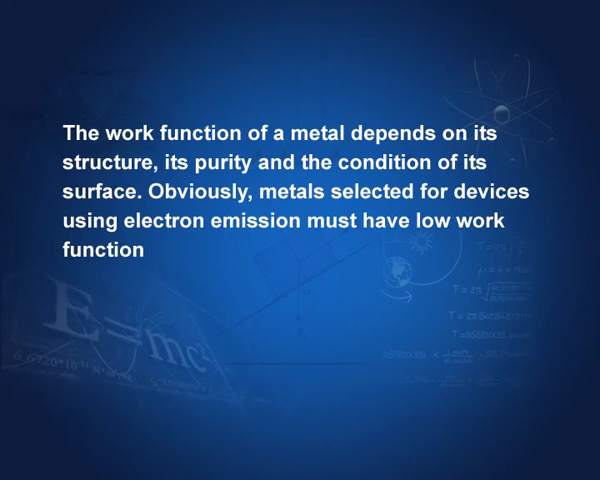 The work function of a metal depends on its
structure, its purity and the condition of its
surface. Obviously, metals selected for devices
using electron emission must have low work
function
E=mc²